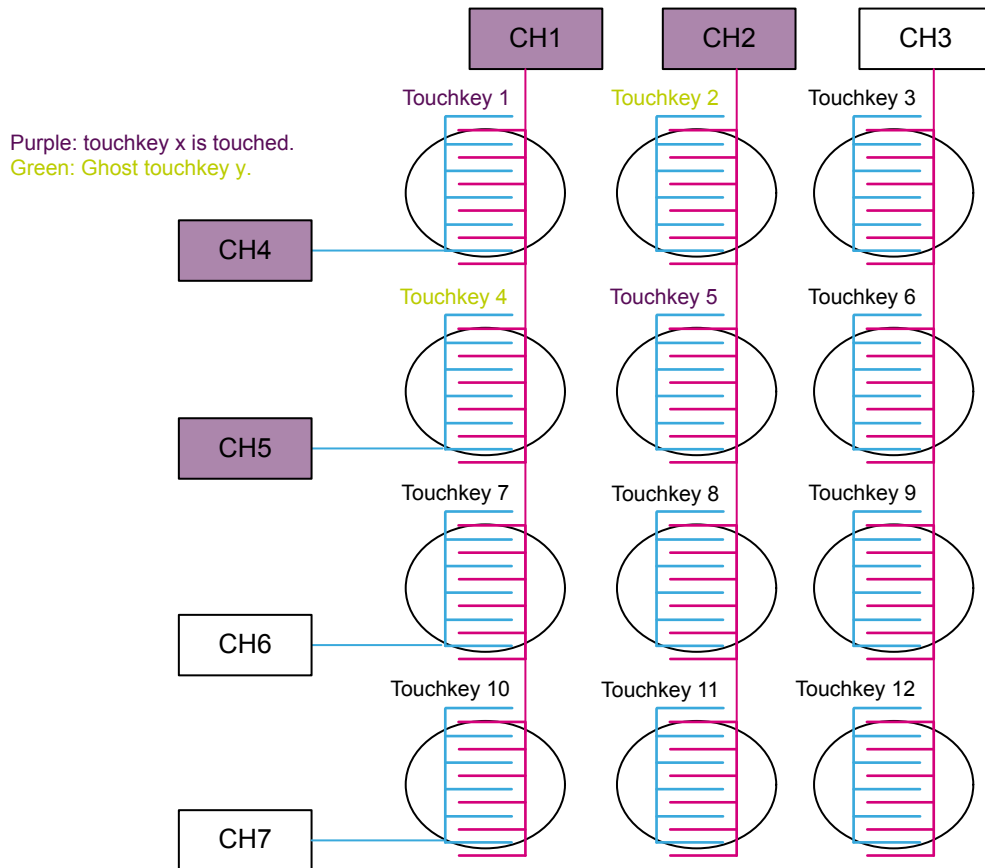 CH1 CH2 CH3
Touchkey 1 Touchkey 2 Touchkey 3
Purple: touchkey x is touched.
Green: Ghost touchkey y.
CH4
Touchkey 4 Touchkey 5 Touchkey 6
CH5
Touchkey 7 Touchkey 8 Touchkey 9
CH6
Touchkey 10 Touchkey 11 Touchkey 12
CH7